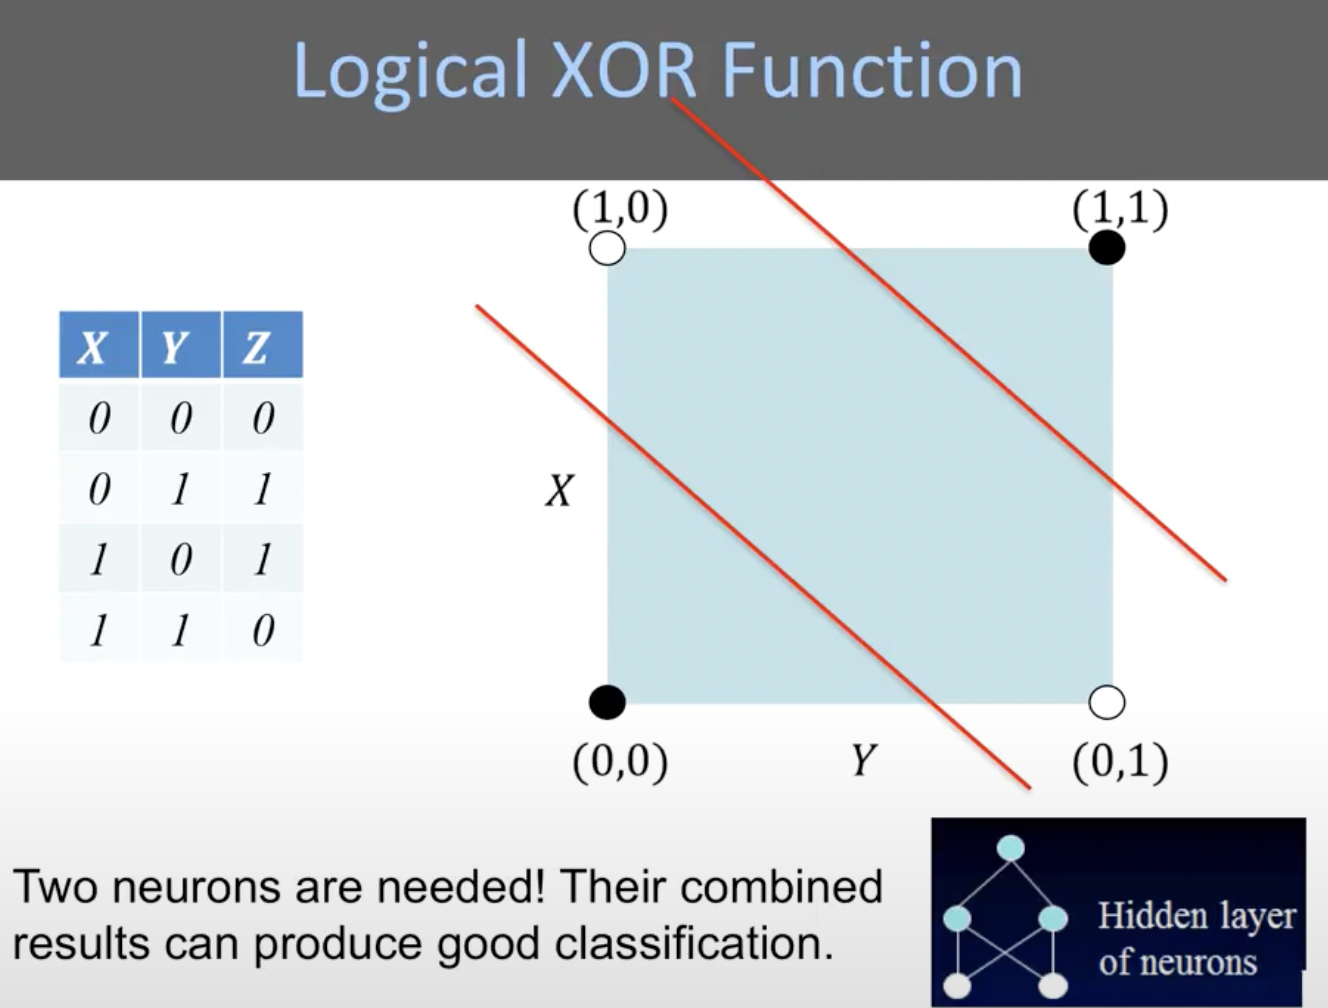 Logical XOR Function
(1,0) (1,1)
X Y Z
0 0 0
0 1 1
1 0 1
1 1 0
X
(0,0) Y (0,1)
Two neurons are needed! Their combined
results can produce good classification.
Hidden layer
of neurons